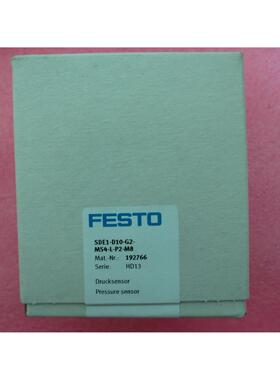 FESTO
SDE1-D10-G2-
MS4-L-P2-M8
Mat.-Nr.: 192766
Serie: HD13
Drucksensor
Pressure sensor